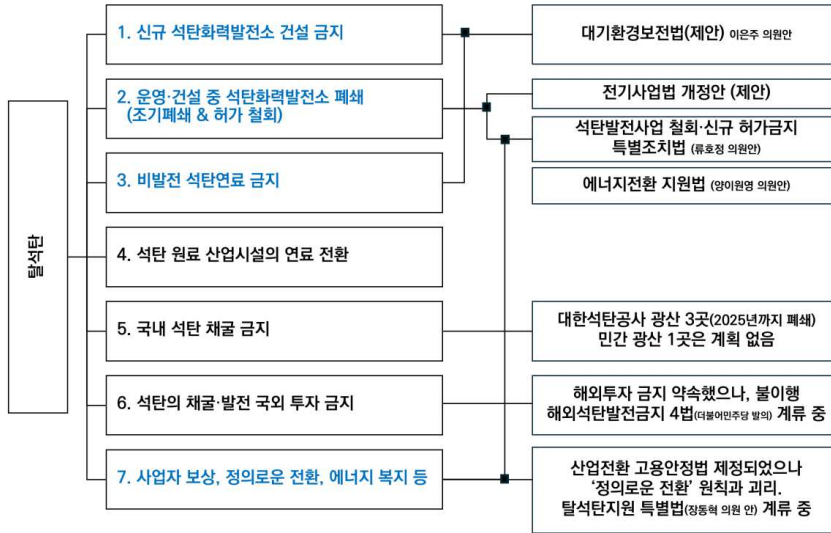 탈석탄
1. 신규 석탄화력발전소 건설 금지
2. 운영·건설 중 석탄화력발전소 폐쇄
(조기폐쇄 & 허가 철회)
3. 비발전 석탄연료 금지
4. 석탄 원료 산업시설의 연료 전환
5. 국내 석탄 채굴 금지
6. 석탄의 채굴·발전 국외 투자 금지
7. 사업자 보상, 정의로운 전환, 에너지 복지 등
대기환경보전법(제안) 이은주 의원안
전기사업법 개정안 (제안)
석탄발전사업 철회·신규 허가금지
특별조치법 (류호정 의원안)
에너지전환 지원법 (양이원영 의원안)
대한석탄공사 광산 3곳(2025년까지 폐쇄)
민간 광산 1곳은 계획 없음
해외투자 금지 약속했으나, 불이행
해외석탄발전금지 4법(더불어민주당 발의) 계류 중
산업전환 고용안정법 제정되었으나
‘정의로운 전환’ 원칙과 괴리.
탈석탄지원 특별법(장동혁 의원 안) 계류 중